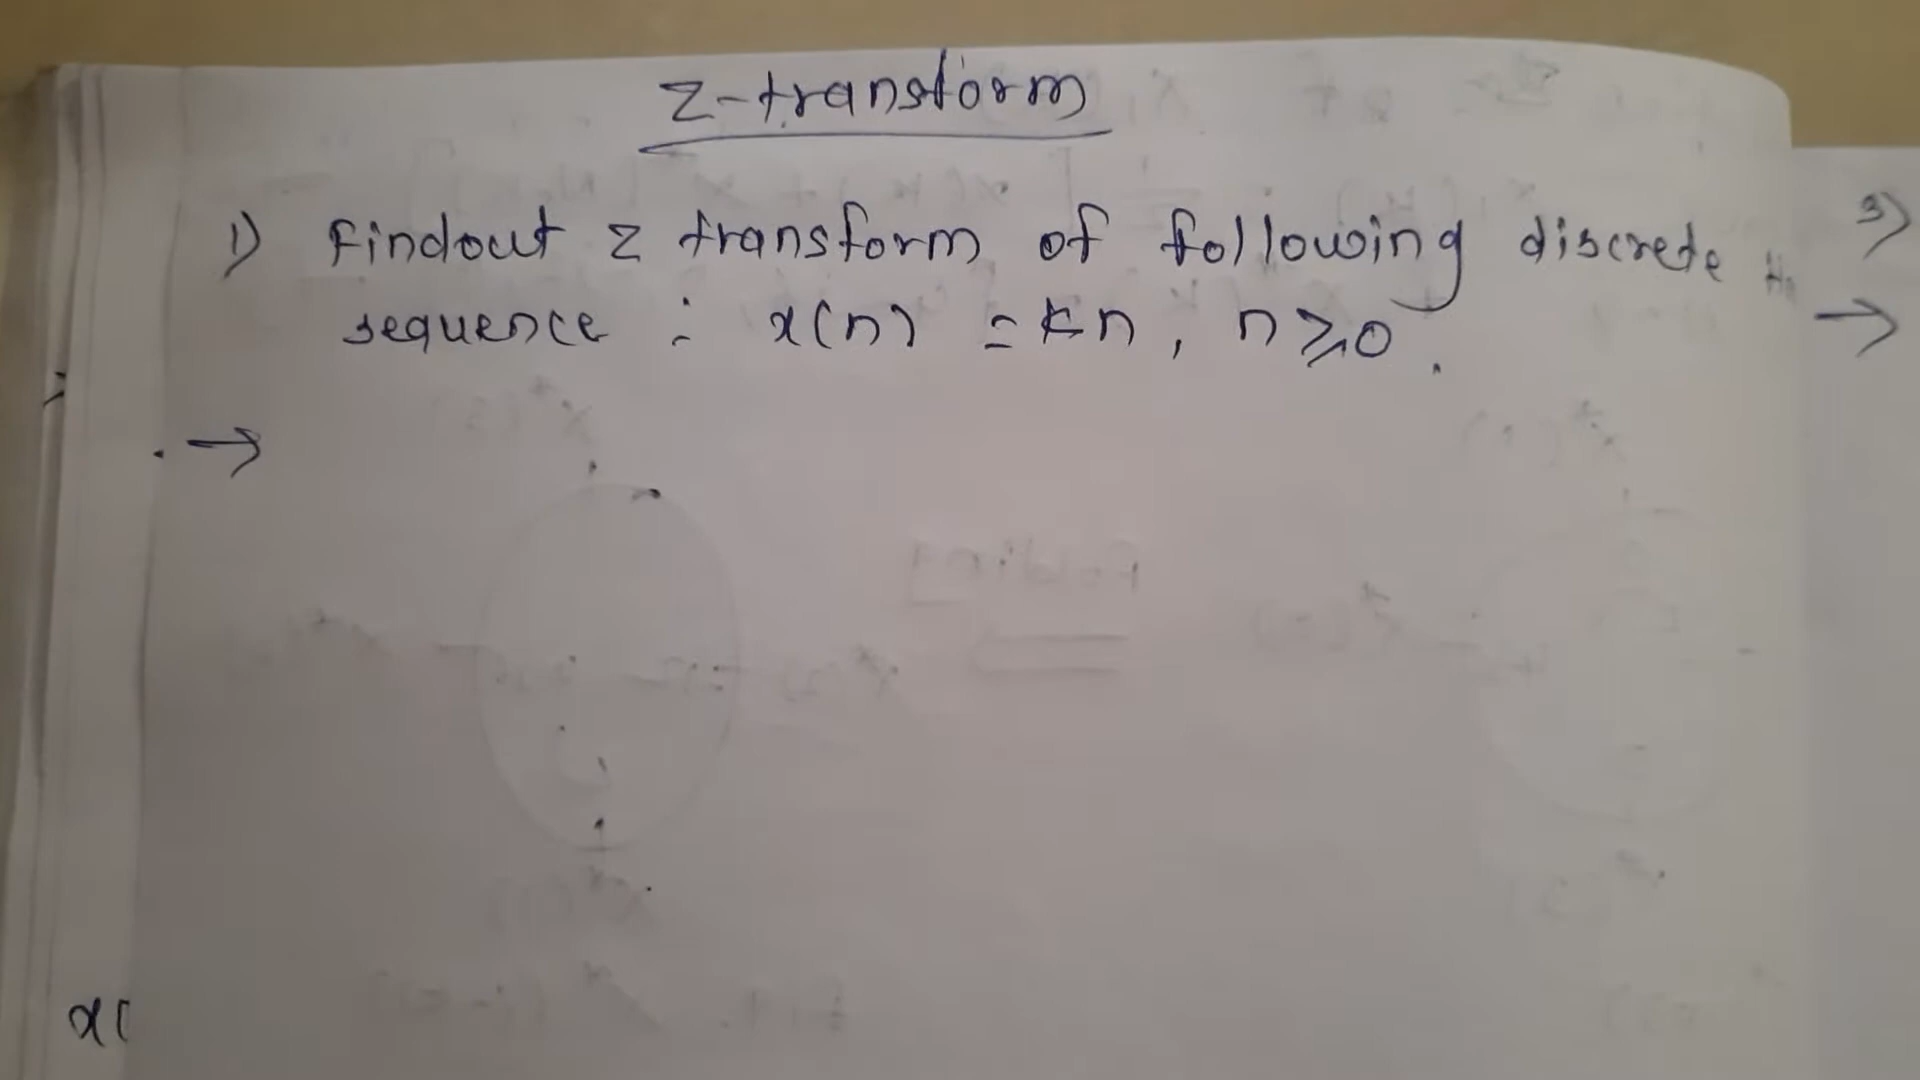 Z-transform
1) Findout z transform of following discrete
sequence : x(n) = kn, n ≥ 0.
→
x(
3)
→